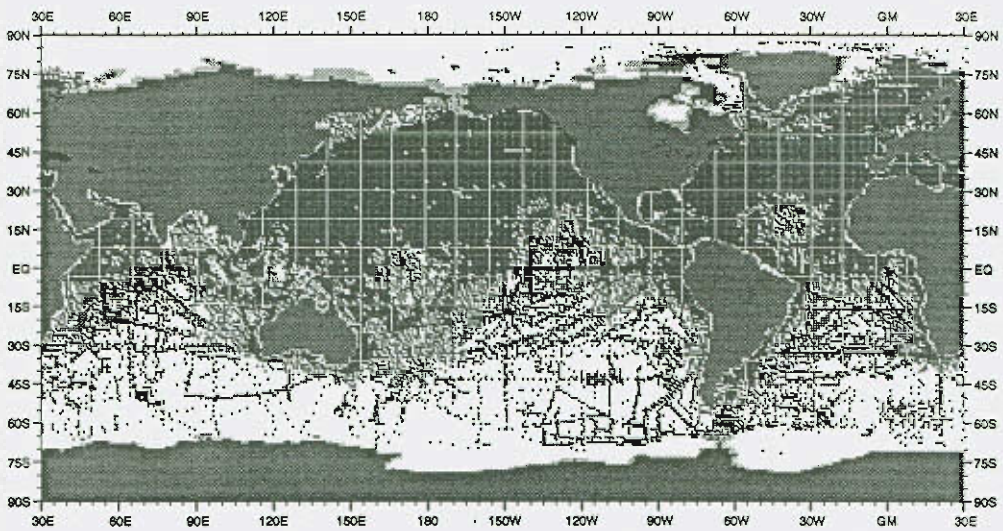 30E 60E 90E 120E 150E 180 150W 120W 90W 60W 30W GM 30E
90N 90N
75N 75N
60N 60N
45N 45N
30N 30N
15N 15N
EQ EQ
15S 15S
30S 30S
45S 45S
60S 60S
75S 75S
90S 90S
30E 60E 90E 120E 150E 180 150W 120W 90W 60W 30W GM 30E